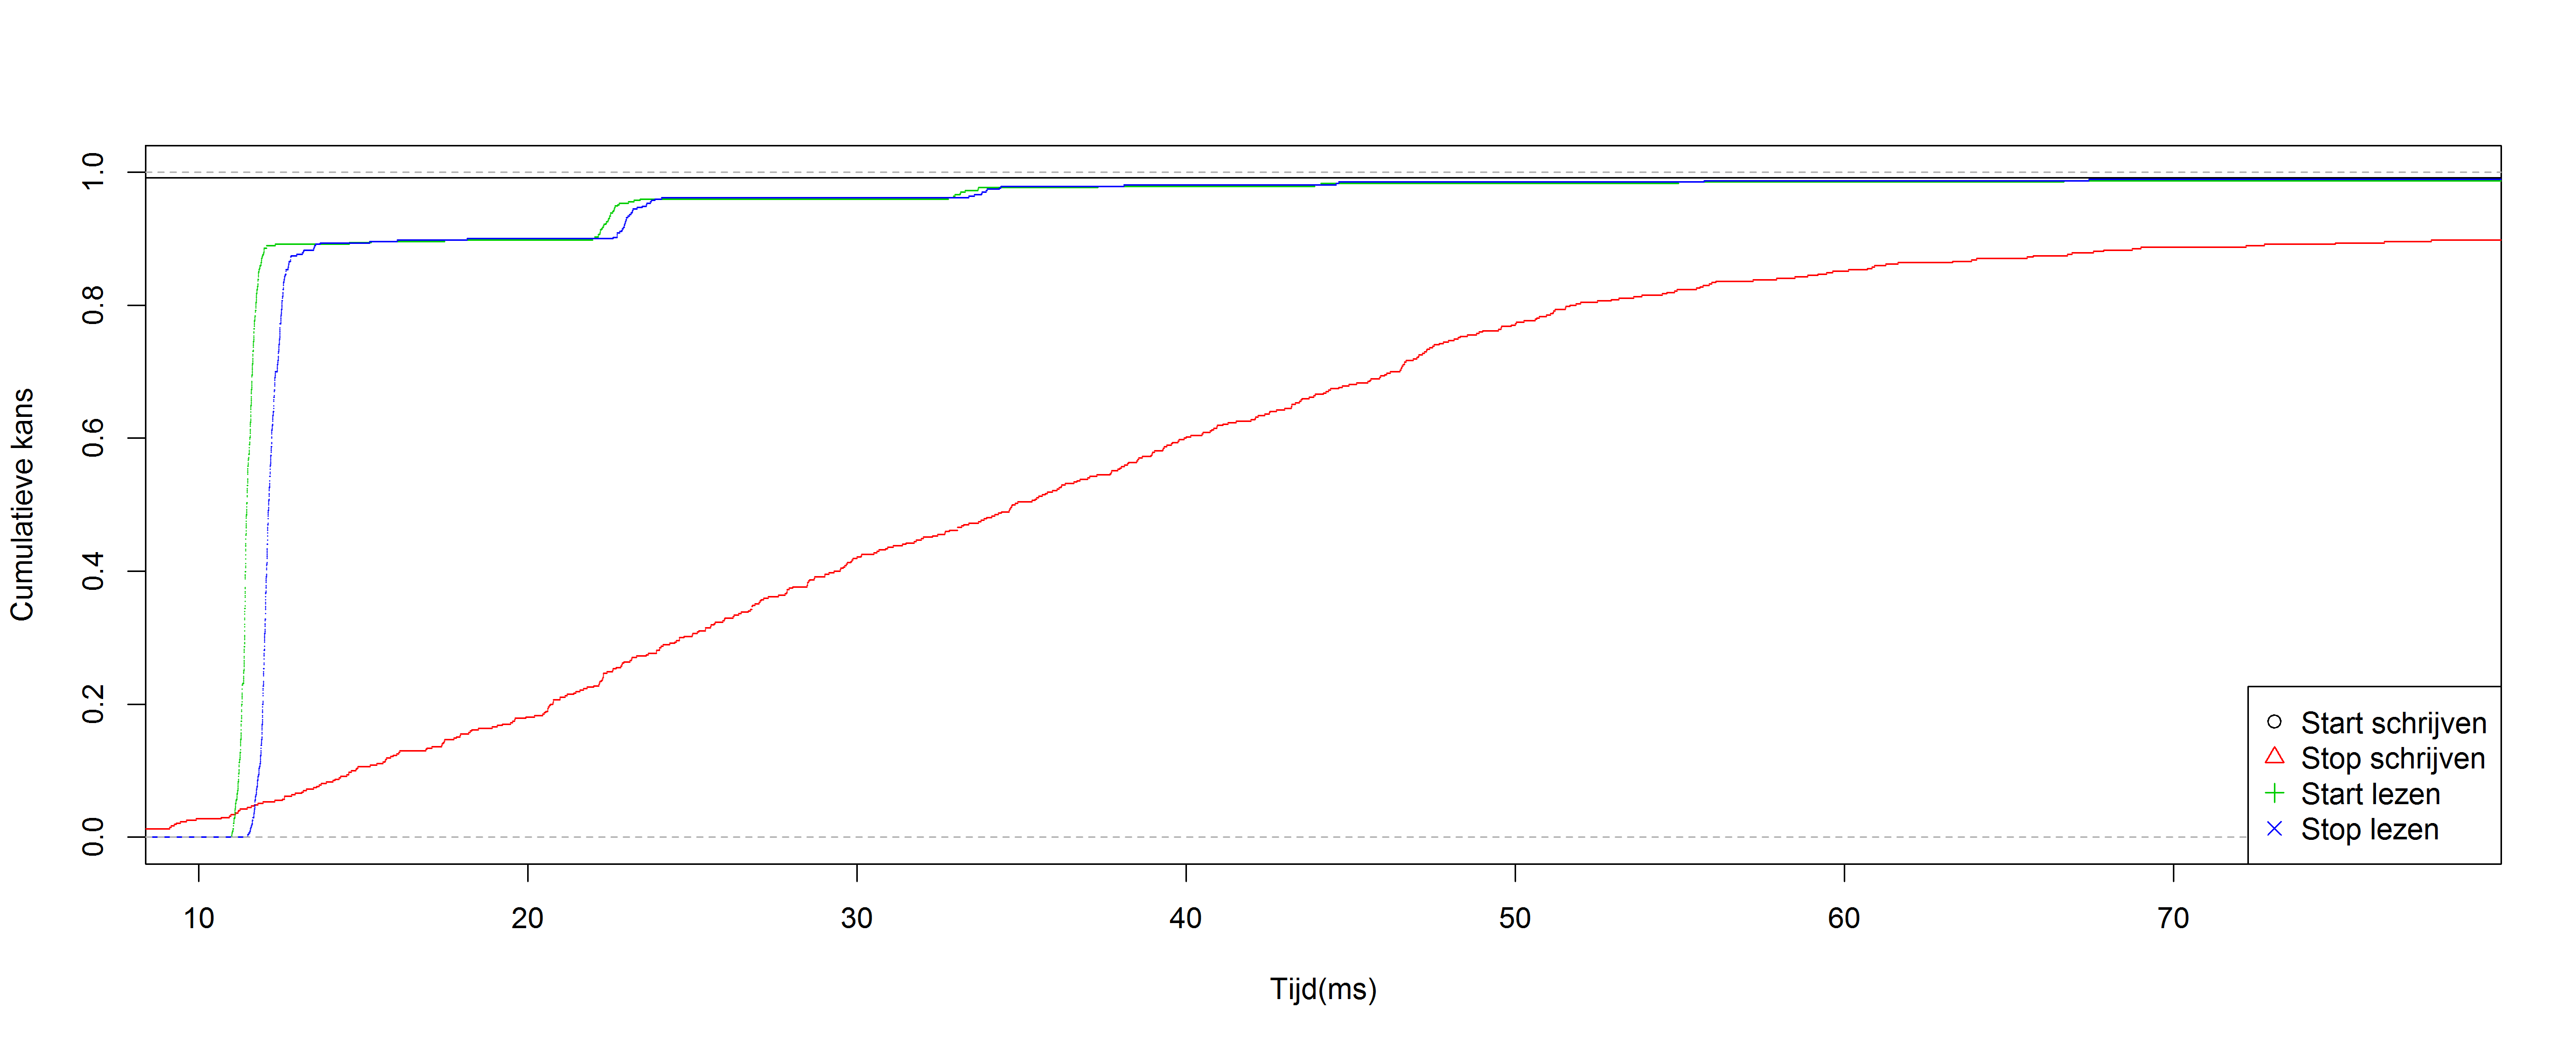 Cumulatieve kans
1.0
0.8
0.6
0.4
0.2
0.0
10 20 30 40 50 60 70
Tijd(ms)
Start schrijven
Stop schrijven
Start lezen
Stop lezen